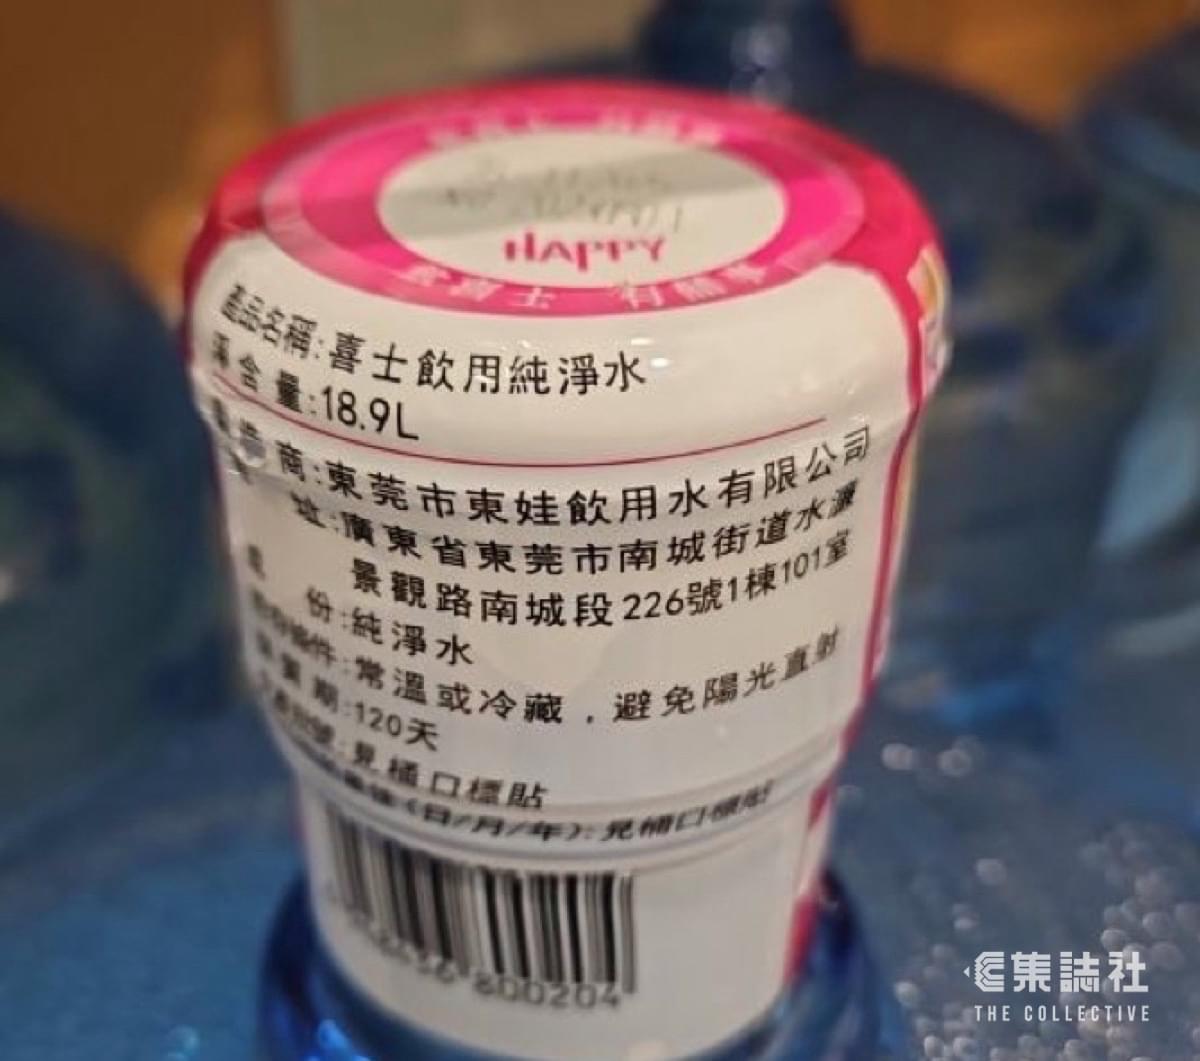 HAPPY
產品名稱:喜士飲用純淨水
淨含量:18.9L
商:東莞市東娃飲用水有限公司
址:廣東省東莞市南城街道水濂
景觀路南城段226號1棟101室
份:純淨水
條件:常溫或冷藏，避免陽光直射
期:120天
見桶口標貼
(日/月/年):見桶口標貼
800204
集誌社
THE COLLECTIVE